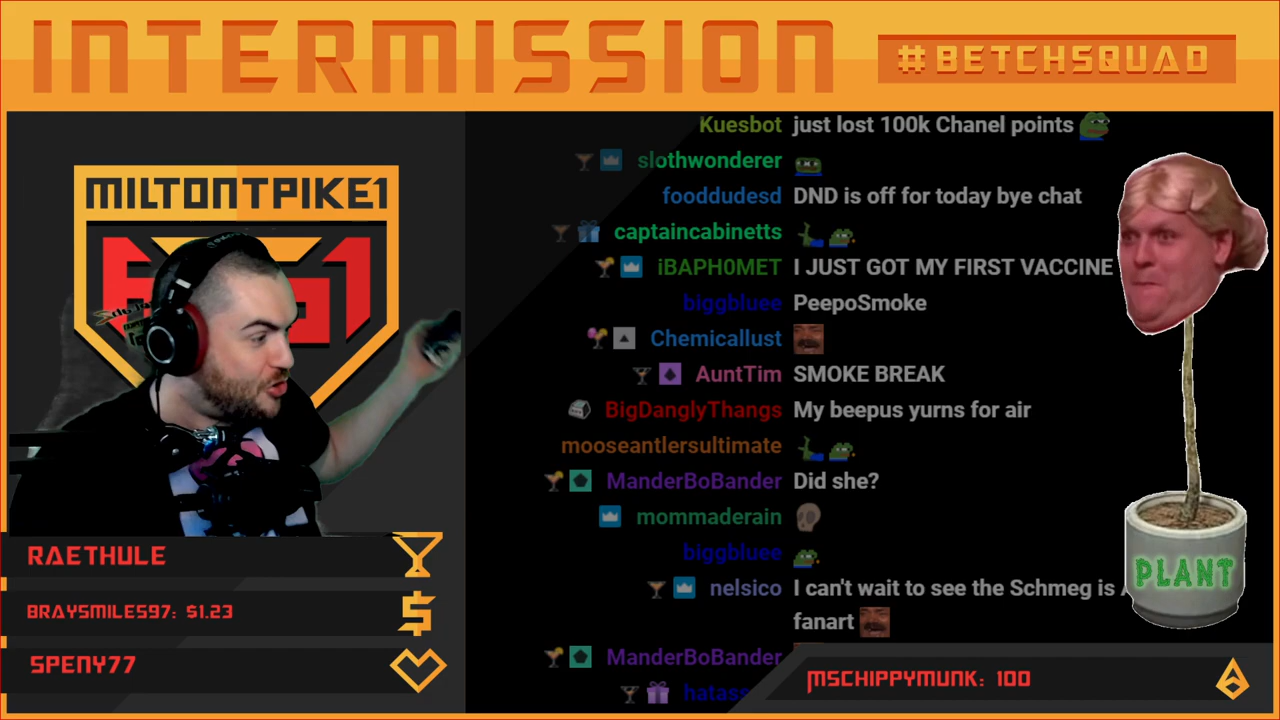 INTERMISSION
#BETCHSQUAD
MILTONTPIKE1
Kuesbot just lost 100k Chanel points
slothwonderer
fooddudesd DND is off for today bye chat
captaincabinetts
iBAPH0MET I JUST GOT MY FIRST VACCINE
biggbluee PeepoSmoke
Chemicallust
AuntTim SMOKE BREAK
BigDanglyThangs My beepus yurns for air
mooseantlersultimate
ManderBoBander Did she?
mommaderain
biggbluee
nelsico I can't wait to see the Schmeg is
fanart
ManderBoBander
PLANT
RAETHULE
BRAYSMILES97: $1.23
SPENY77
MSCHIPPYMUNK: 100